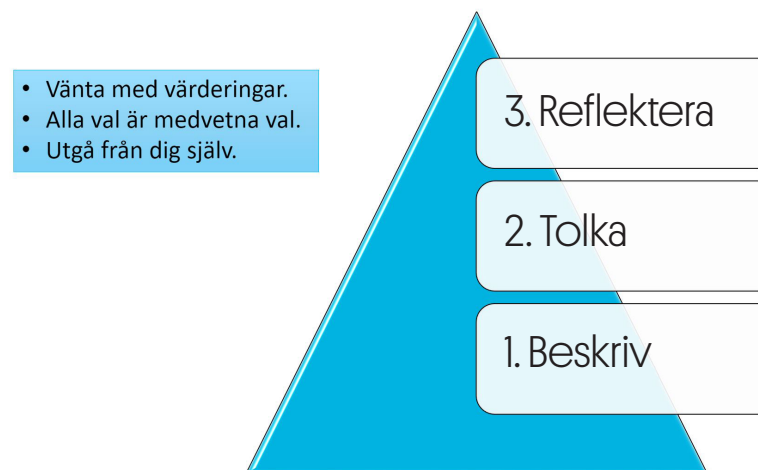 • Vänta med värderingar.
• Alla val är medvetna val.
• Utgå från dig själv.
3. Reflektera
2. Tolka
1. Beskriv